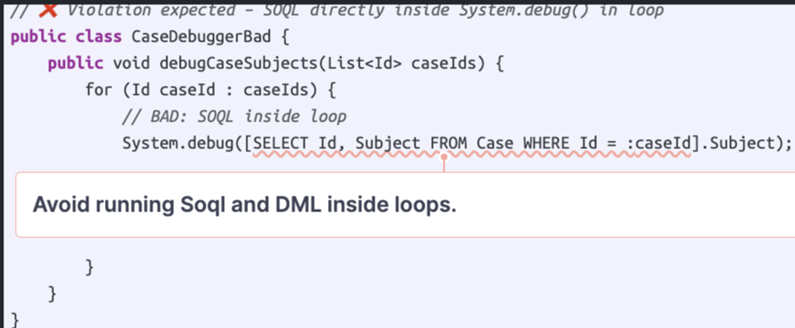 // ❌ Violation expected – SOQL directly inside System.debug() in loop
public class CaseDebuggerBad {
    public void debugCaseSubjects(List<Id> caseIds) {
        for (Id caseId : caseIds) {
            // BAD: SOQL inside loop
            System.debug([SELECT Id, Subject FROM Case WHERE Id = :caseId].Subject);
Avoid running Soql and DML inside loops.
        }
    }
}